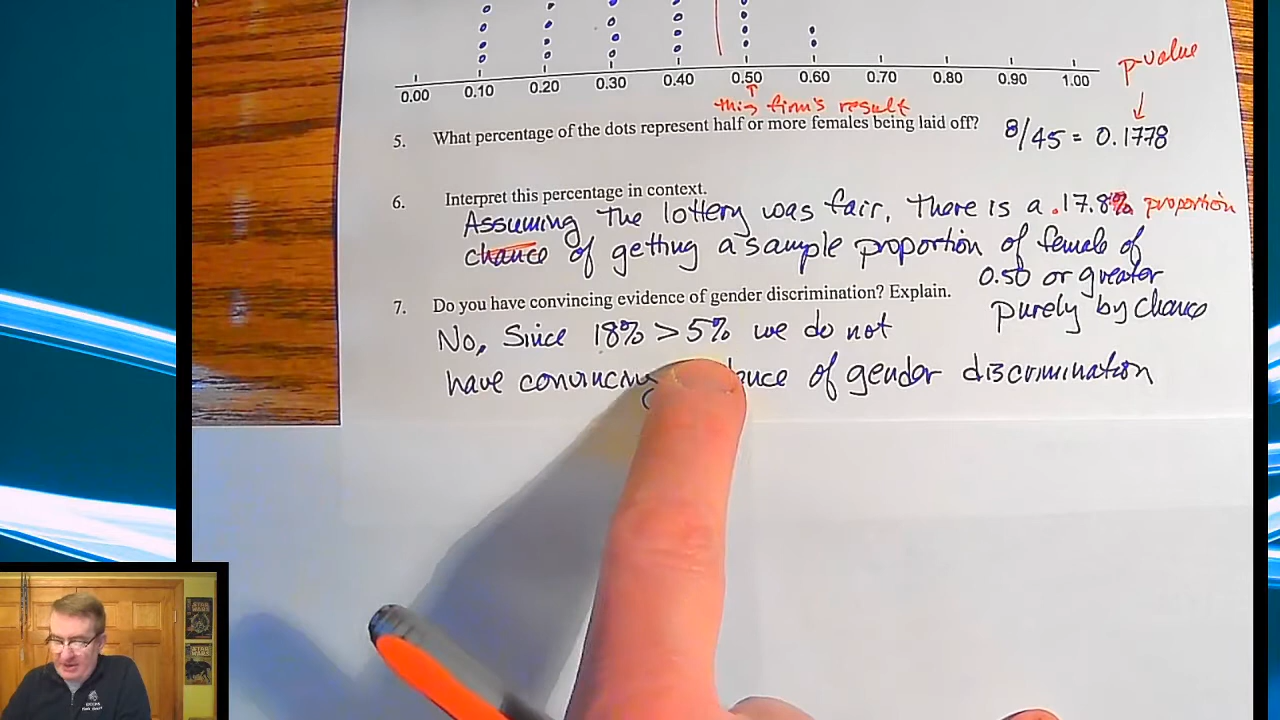 0.00 0.10 0.20 0.30 0.40 0.50 0.60 0.70 0.80 0.90 1.00
p-value
this firm's result
5. What percentage of the dots represent half or more females being laid off? 8/45 = 0.1778
6. Interpret this percentage in context.
Assuming the lottery was fair, there is a .17.8% proportion
chance of getting a sample proportion of female of
0.50 or greater
purely by chance
7. Do you have convincing evidence of gender discrimination? Explain.
No, Since 18% > 5% we do not
have of gender discrimination
STAR WARS
STAR WARS